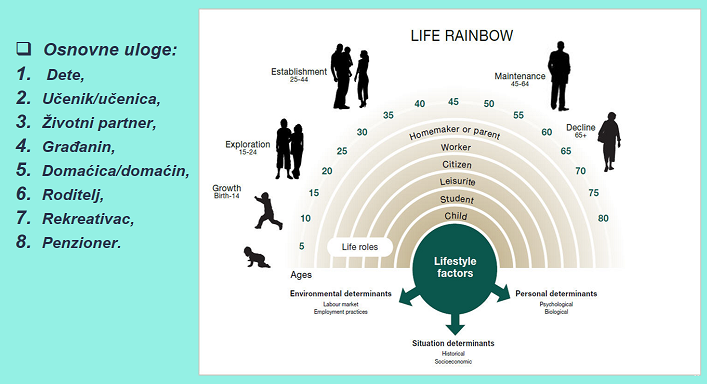 ❑ Osnovne uloge:
1. Dete,
2. Učenik/učenica,
3. Životni partner,
4. Građanin,
5. Domaćica/domaćin,
6. Roditelj,
7. Rekreativac,
8. Penzioner.
LIFE RAINBOW
Establishment
25-44
Maintenance
45-64
Exploration
15-24
Decline
65+
Growth
Birth-14
5
10
15
20
25
30
35
40
45
50
55
60
65
70
75
80
Homemaker or parent
Worker
Citizen
Leisurite
Student
Child
Life roles
Ages
Lifestyle
factors
Environmental determinants
Labour market
Employment practices
Personal determinants
Psychological
Biological
Situation determinants
Historical
Socioeconomic